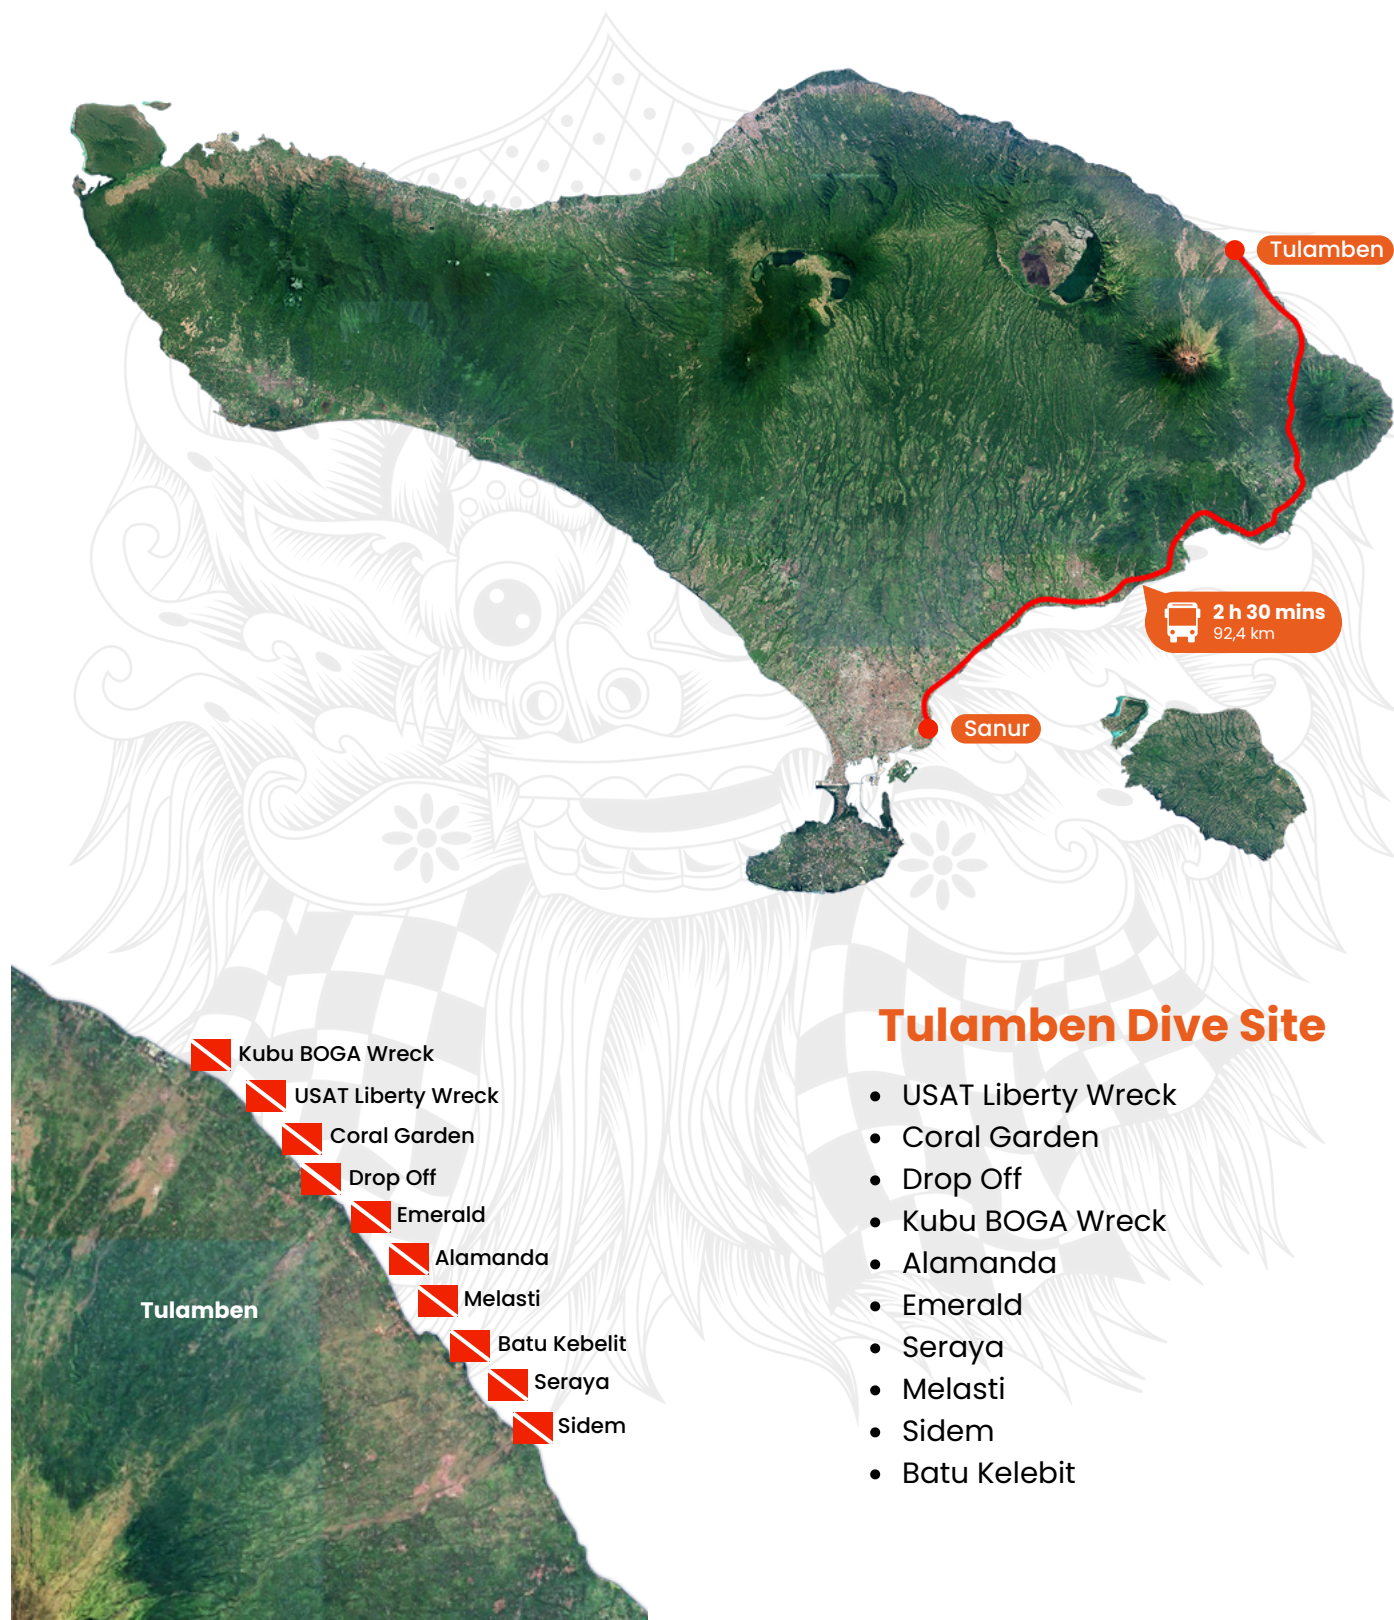 Tulamben
2 h 30 mins
92,4 km
Sanur
Kubu BOGA Wreck
USAT Liberty Wreck
Coral Garden
Drop Off
Emerald
Alamanda
Melasti
Batu Kebelit
Seraya
Sidem
Tulamben
Tulamben Dive Site
• USAT Liberty Wreck
• Coral Garden
• Drop Off
• Kubu BOGA Wreck
• Alamanda
• Emerald
• Seraya
• Melasti
• Sidem
• Batu Kelebit